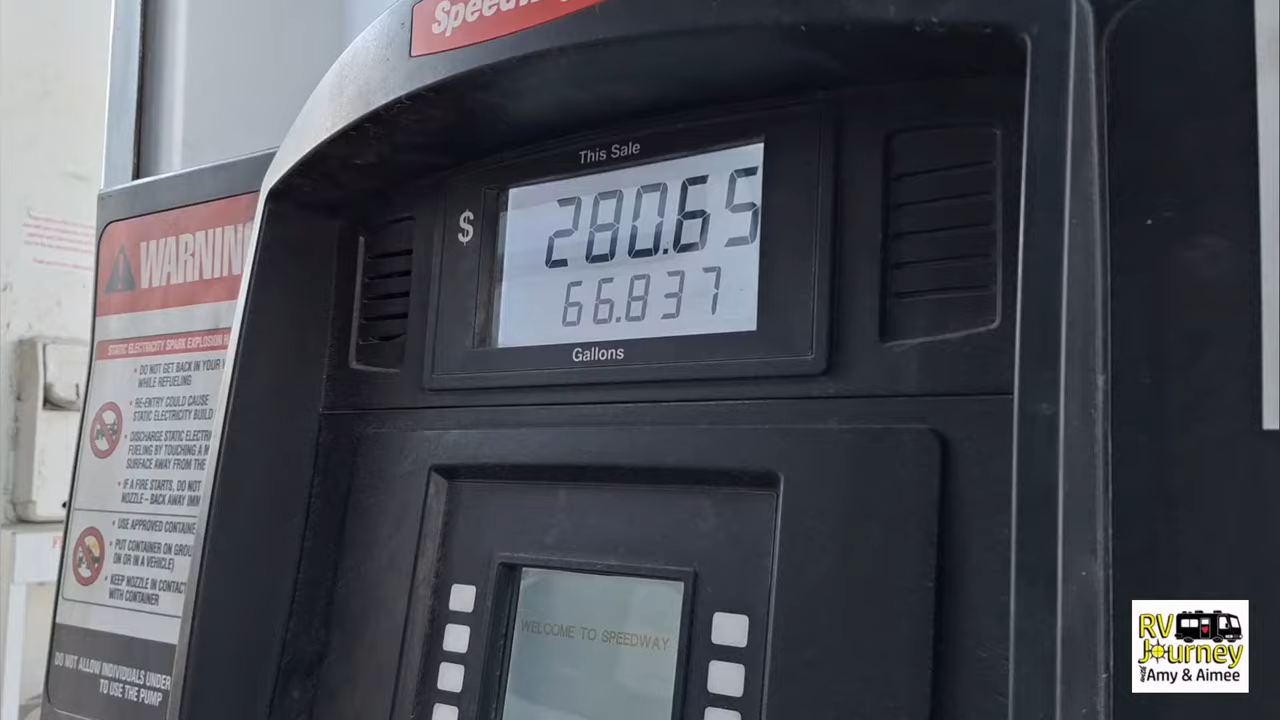 Speedway
This Sale
$ 280.65
66.837
Gallons
WARNIN
STATIC ELECTRICITY SPARK EXPLOSION
• DO NOT GET BACK IN YOUR
WHILE REFUELING
• RE-ENTRY COULD CAUSE
STATIC ELECTRICITY BUILD
• DISCHARGE STATIC ELECTR
FUELING BY TOUCHING A M
SURFACE AWAY FROM THE
• IF A FIRE STARTS, DO NOT
NOZZLE – BACK AWAY IMM
• USE APPROVED CONTAINE
• PUT CONTAINER ON GROU
ON OR IN A VEHICLE)
• KEEP NOZZLE IN CONTACT
WITH CONTAINER
DO NOT ALLOW INDIVIDUALS UNDER
TO USE THE PUMP
WELCOME TO SPEEDWAY
RV
Journey
with Amy & Aimee